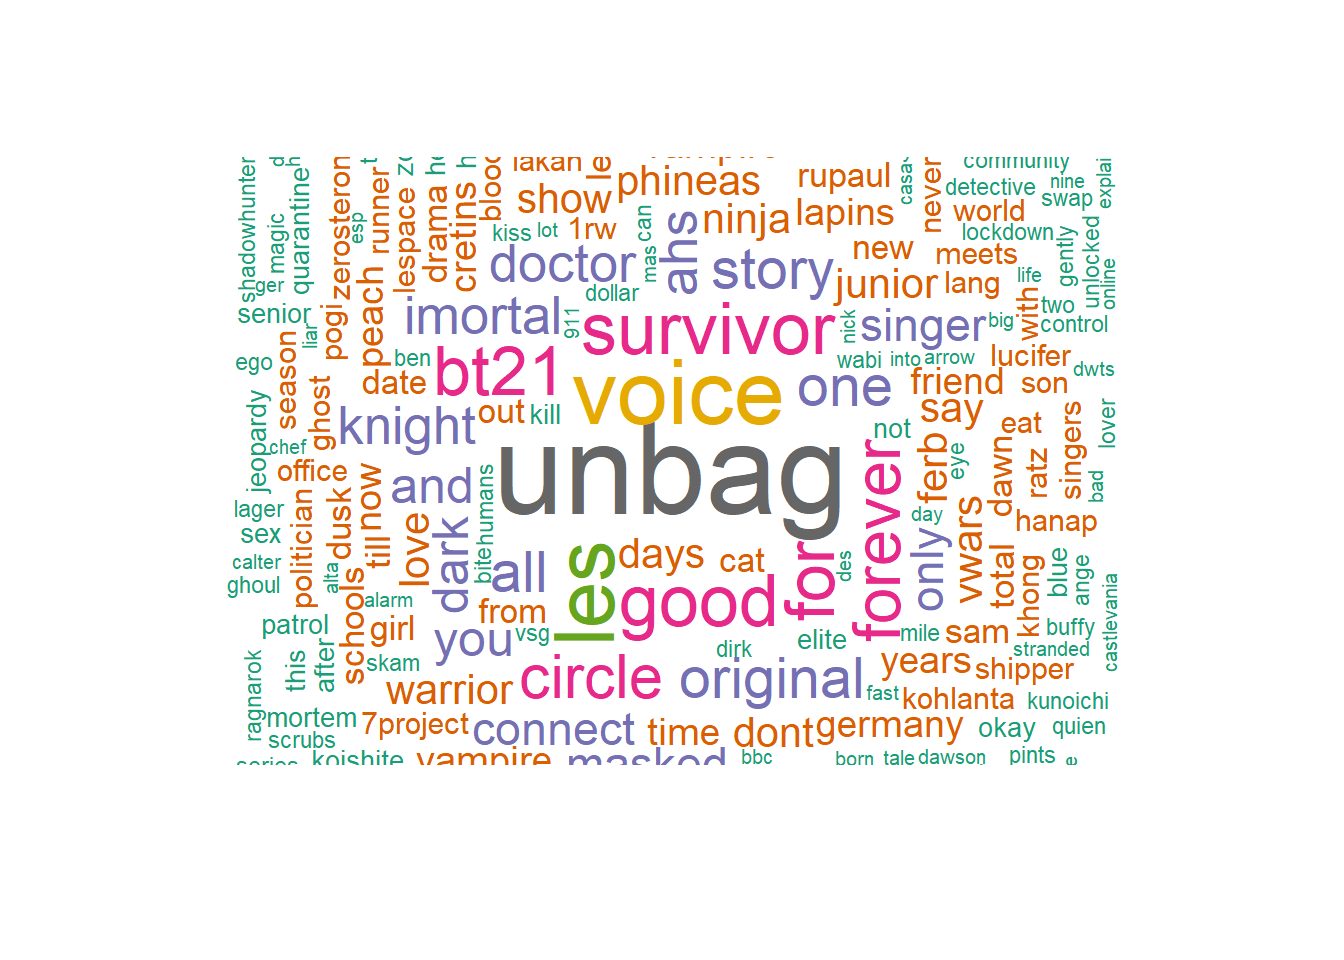 shadowhunter
ger
magic
d
quarantine
h
zerosteron
esp
t
runner
lespace
drama
cretins
blood
lakah
le
show
phineas
rupaul
casas
never
community
detective
nine
swap
explai
kiss
lot
1rw
mas
can
ahs
ninja
lapins
world
lockdown
new
meets
gently
unlocked
online
doctor
story
junior
lang
life
two
senior
liar
pogi
peach
dollar
imortal
911
survivor
nick
singer
big
with
control
ego
season
ben
bt21
voice
wabi
into
arrow
lucifer
dwts
jeopardy
ghost
date
knight
out
kill
one
friend
son
say
eat
lover
chef
office
not
singers
lager
politician
dusk
now
till
and
humans
bite
unbag
forever
ferb
eye
dawn
ratz
bad
day
hanap
sex
calter
ghoul
alta
schools
alarm
love
dark
all
les
days
cat
good
for
des
only
vwars
total
khong
blue
ange
castlevania
patrol
girl
from
you
vsg
dirk
elite
mile
sam
buffy
stranded
ragnarok
this
after
skam
warrior
circle
original
years
shipper
fast
kohlanta
kunoichi
mortem
scrubs
7project
connect
time
dont
germany
okay
quien
series
koishite
vampire
masked
bbc
born
tale
dawson
pints
e